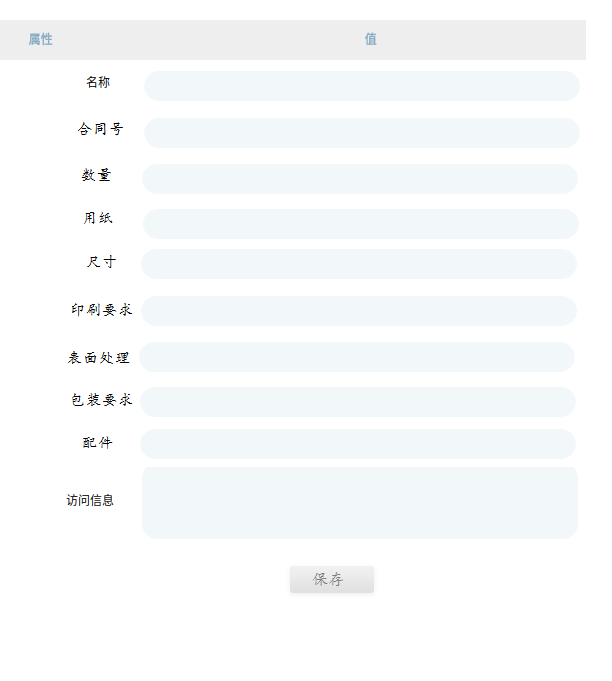 属性 值
名称
合同号
数量
用纸
尺寸
印刷要求
表面处理
包装要求
配件
访问信息
保存